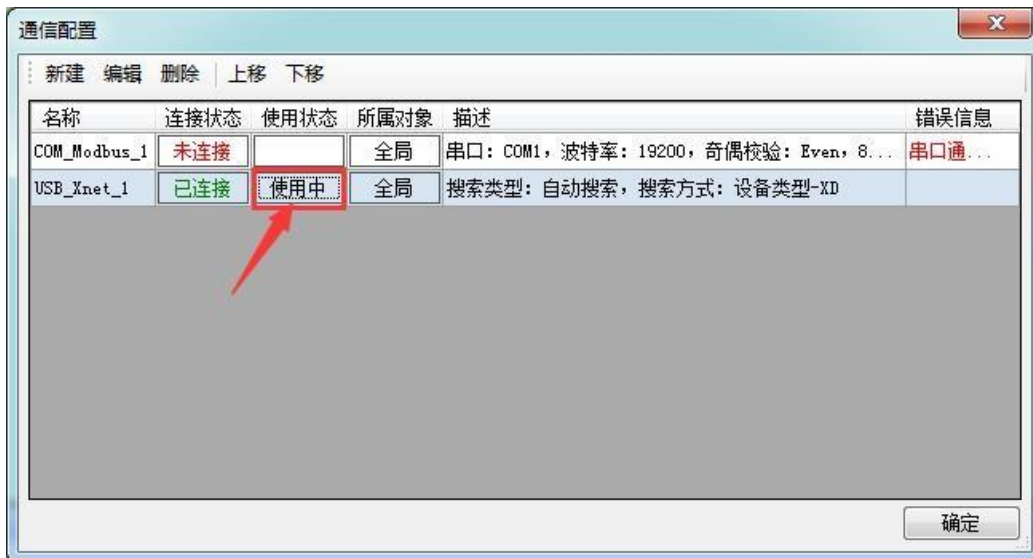 通信配置
新建 编辑 删除 上移 下移
名称 连接状态 使用状态 所属对象 描述 错误信息
COM_Modbus_1 未连接 全局 串口: COM1, 波特率: 19200, 奇偶校验: Even, 8... 串口通...
USB_Xnet_1 已连接 使用中 全局 搜索类型: 自动搜索, 搜索方式: 设备类型-XD
确定